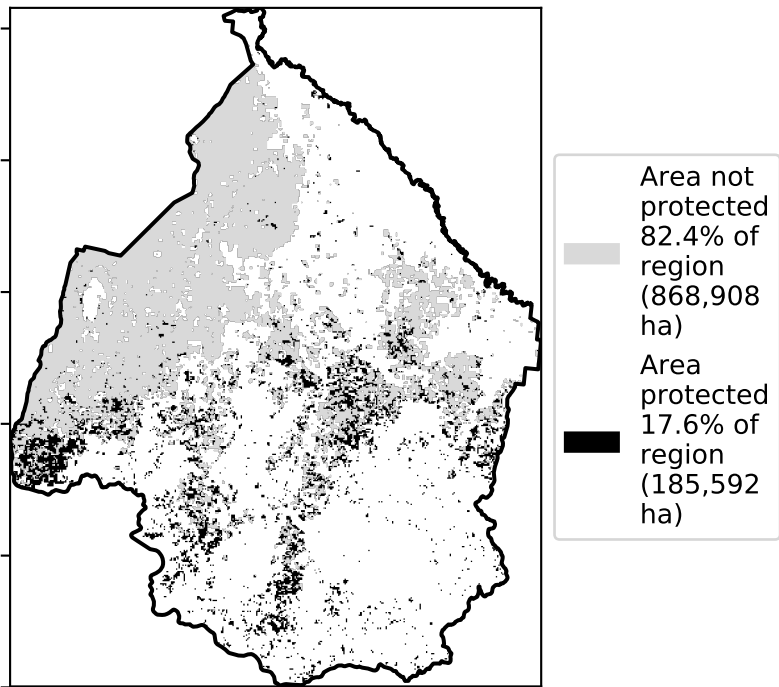 Area not
protected
82.4% of
region
(868,908
ha)
Area
protected
17.6% of
region
(185,592
ha)